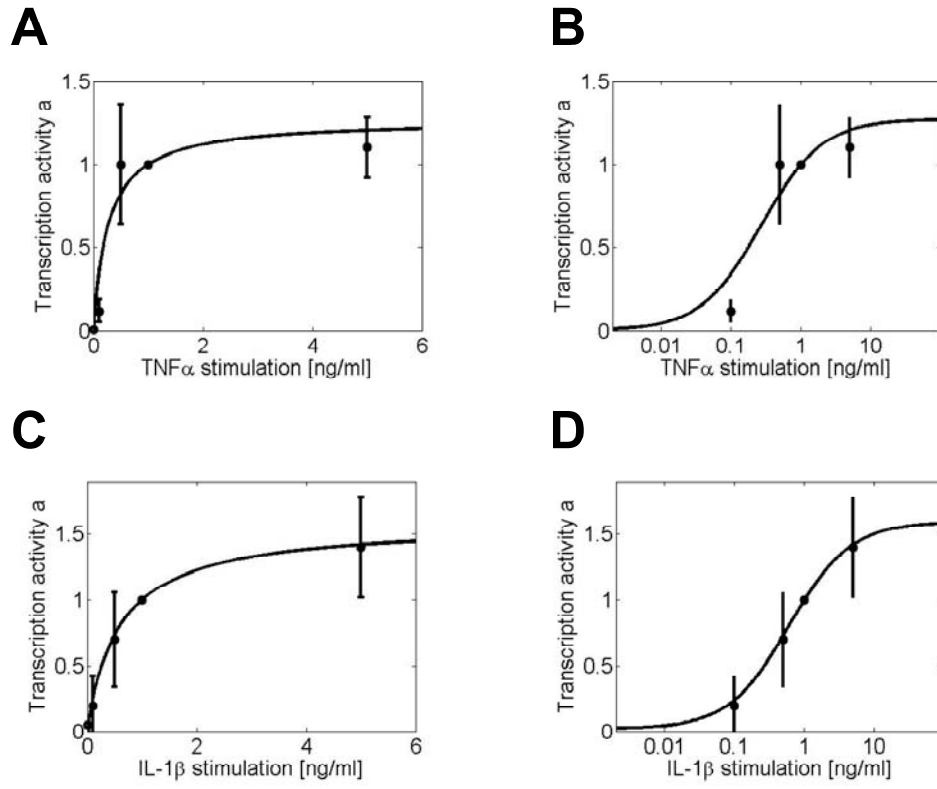 A
B
Transcription activity a
1.5
1
0.5
0
0 2 4 6
TNFα stimulation [ng/ml]
Transcription activity a
1.5
1
0.5
0
0.01 0.1 1 10
TNFα stimulation [ng/ml]
C
D
Transcription activity a
1.5
1
0.5
0
0 2 4 6
IL-1β stimulation [ng/ml]
Transcription activity a
1.5
1
0.5
0
0.01 0.1 1 10
IL-1β stimulation [ng/ml]